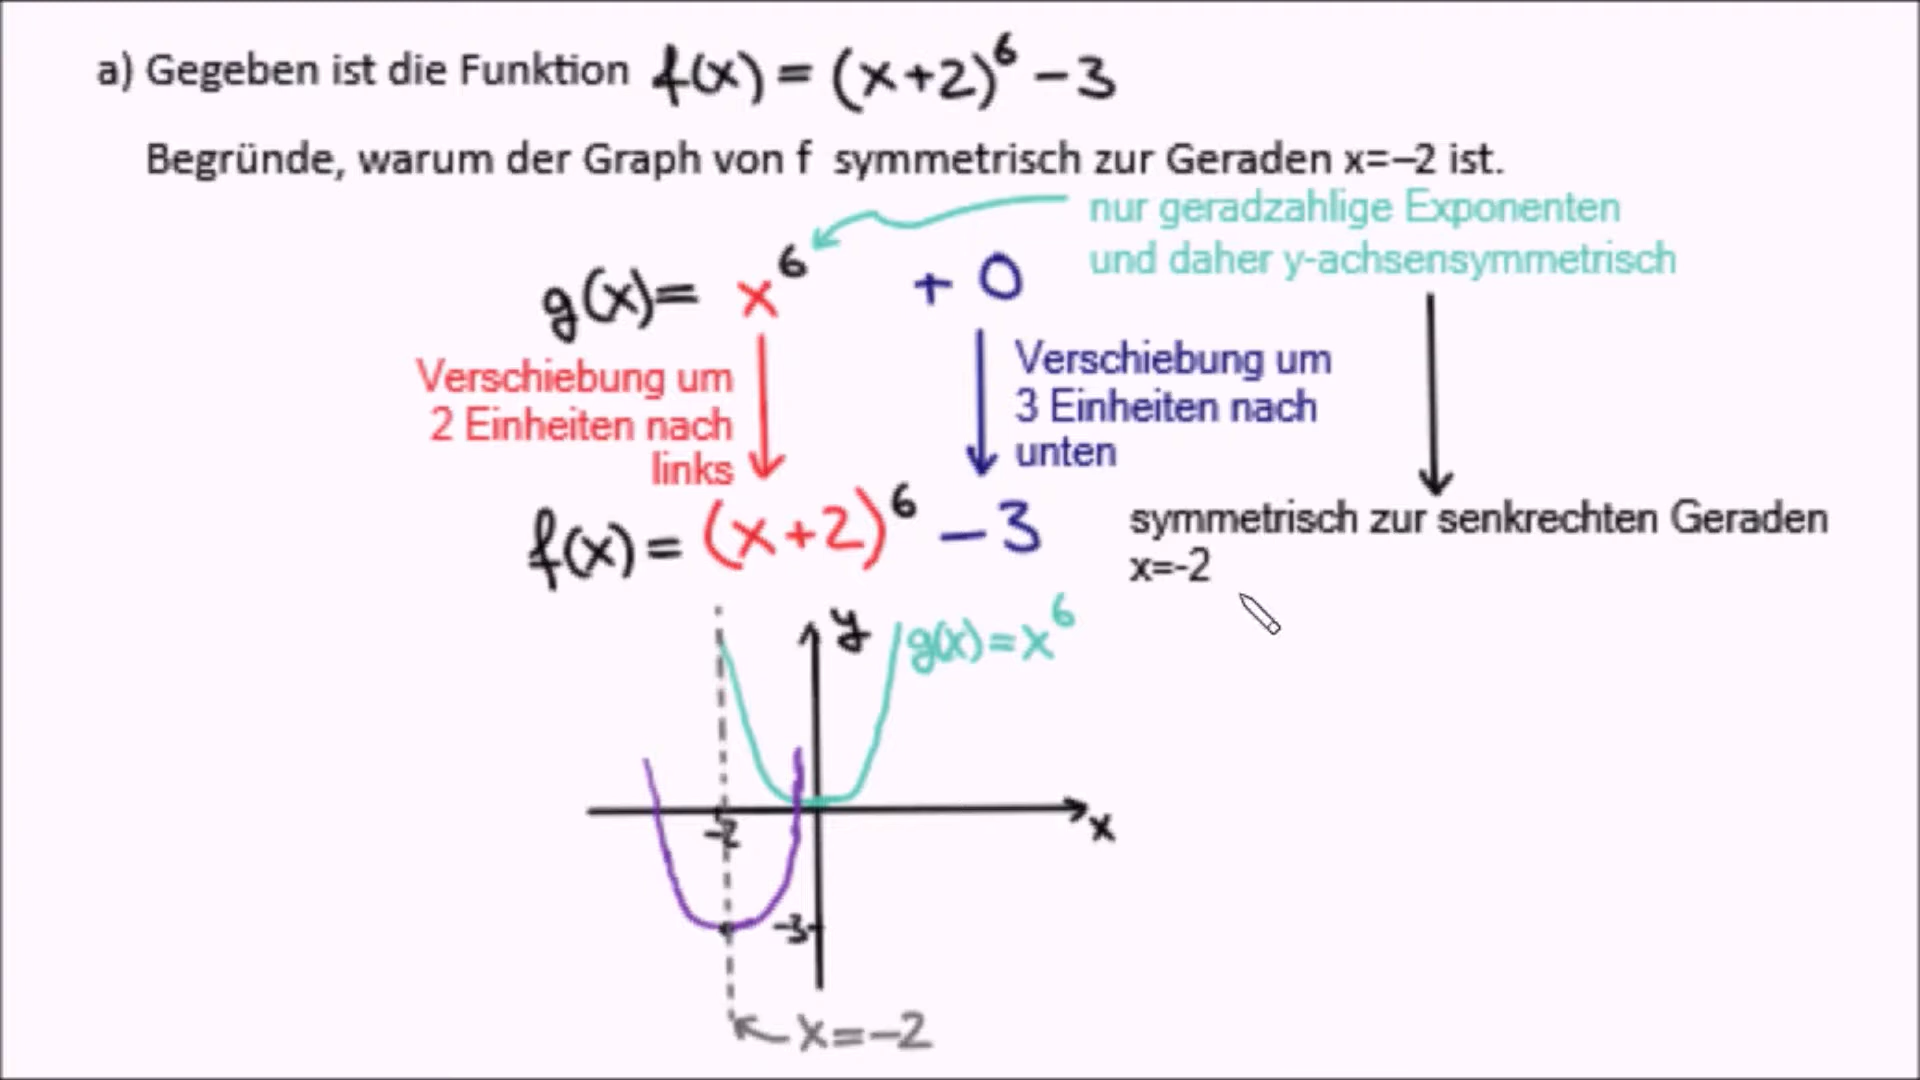 a) Gegeben ist die Funktion f(x) = (x+2)⁶ – 3
Begründe, warum der Graph von f symmetrisch zur Geraden x=–2 ist.
nur geradzahlige Exponenten
und daher y-achsensymmetrisch
g(x) = x⁶ + 0
Verschiebung um
2 Einheiten nach
links
Verschiebung um
3 Einheiten nach
unten
f(x) = (x+2)⁶ – 3
symmetrisch zur senkrechten Geraden
x=-2
y
g(x) = x⁶
-2
x
-3
x = -2